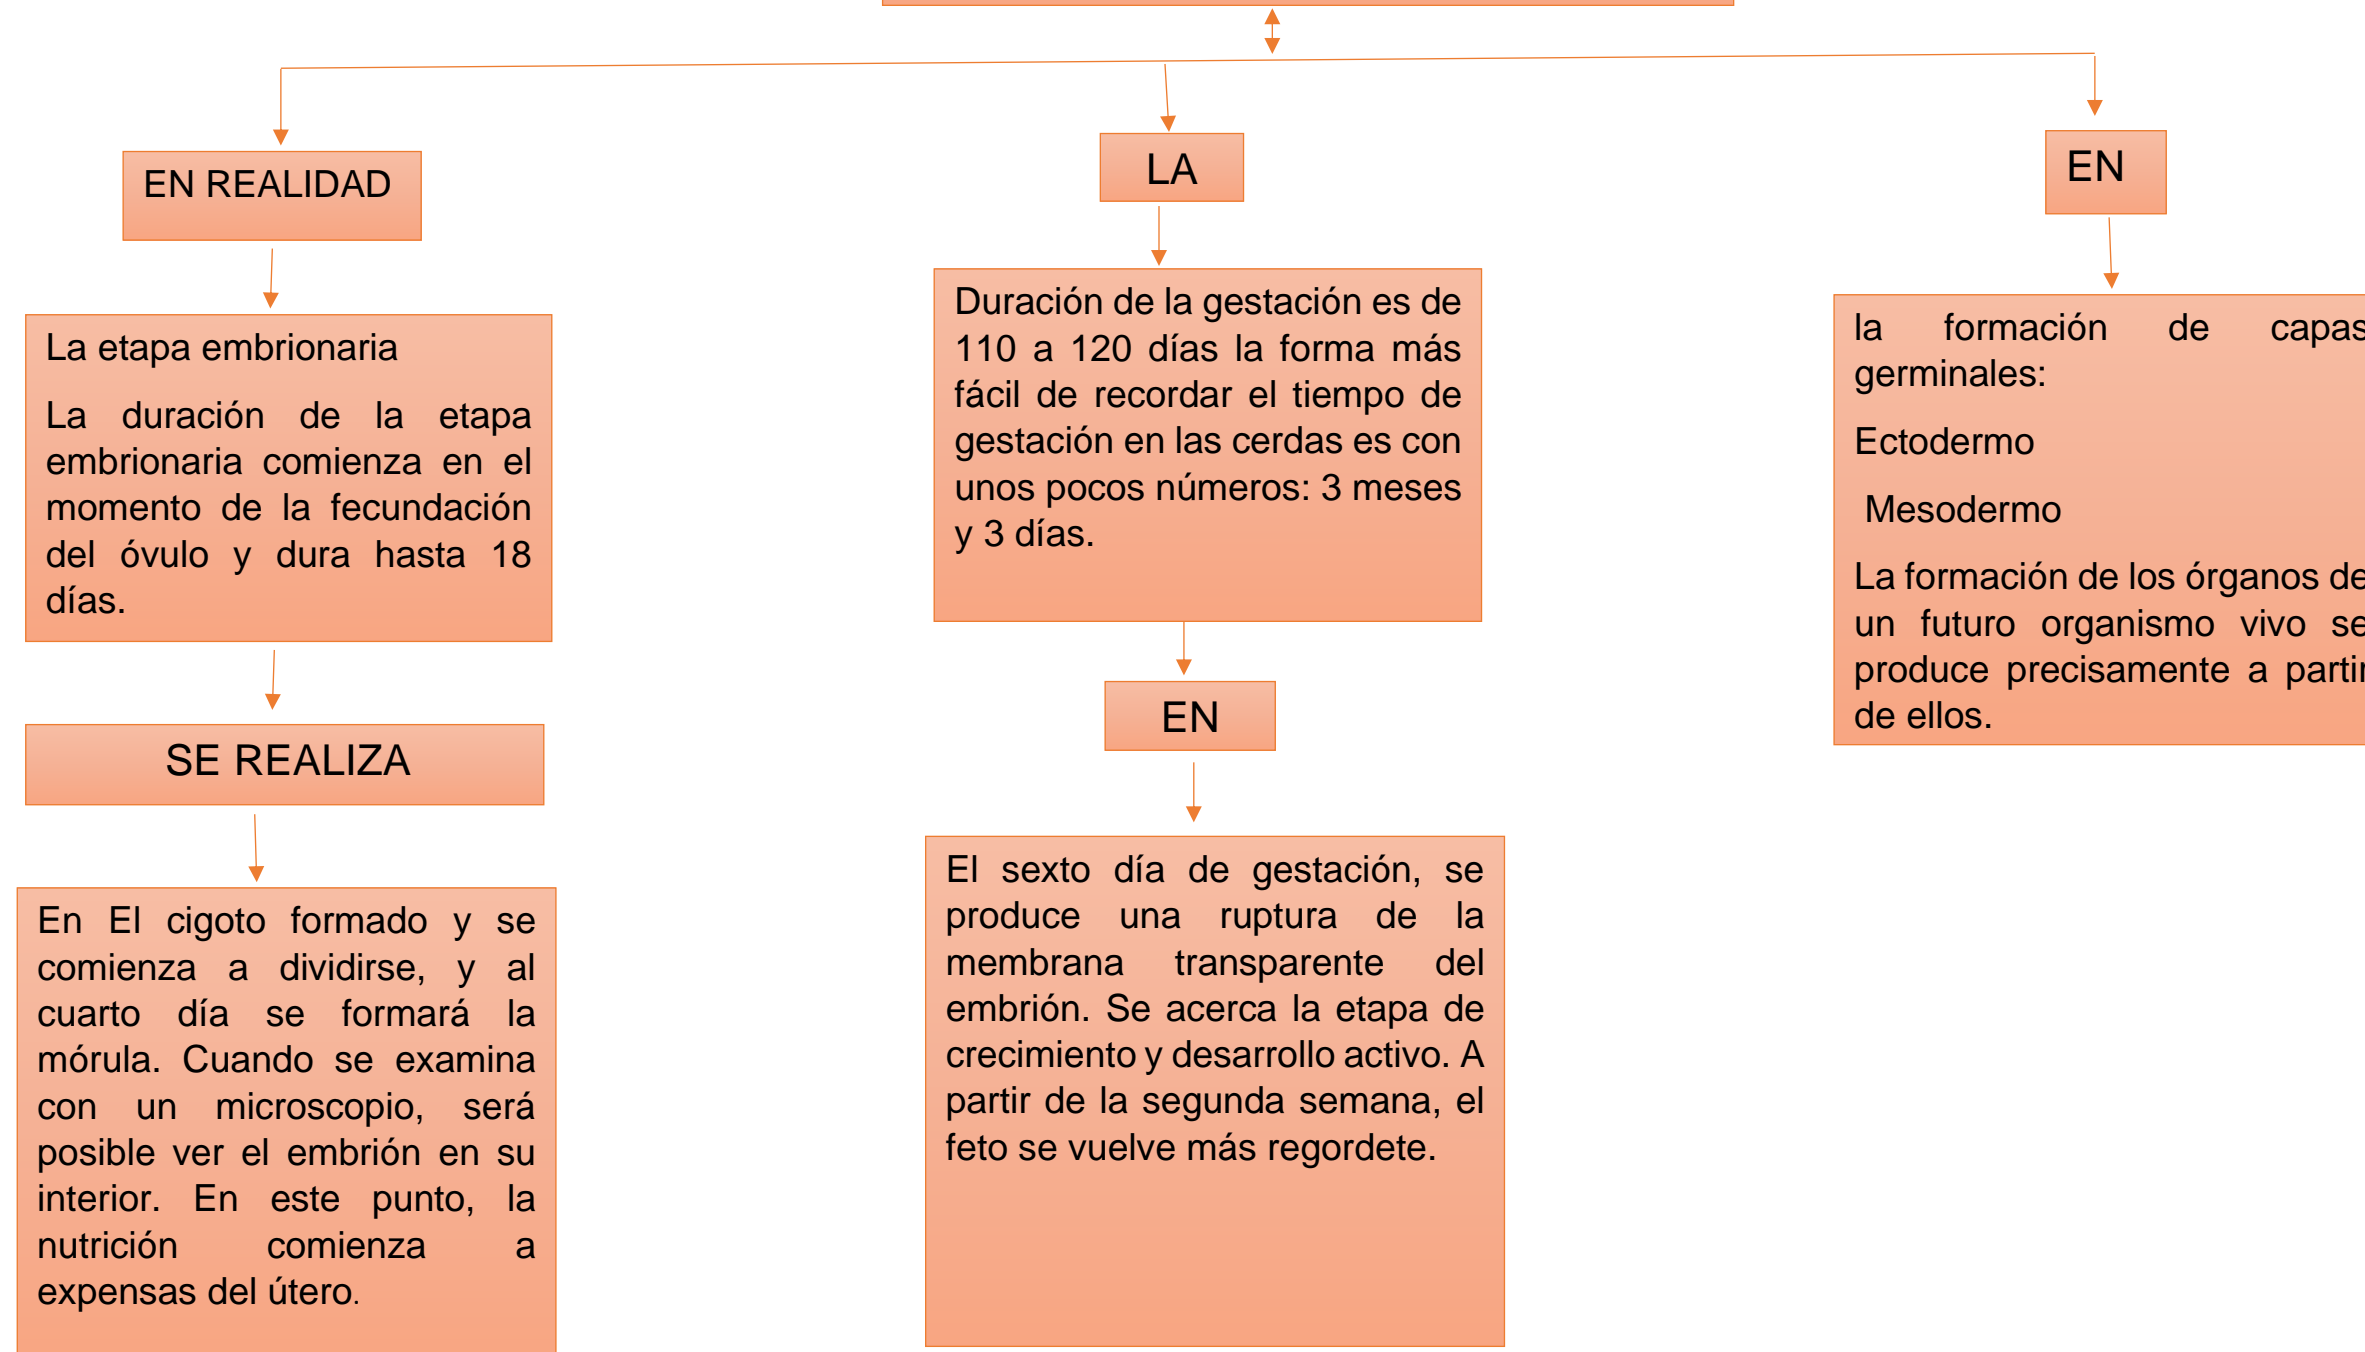 EN REALIDAD
La etapa embrionaria
La duración de la etapa
embrionaria comienza en el
momento de la fecundación
del óvulo y dura hasta 18
días.
SE REALIZA
En El cigoto formado y se
comienza a dividirse, y al
cuarto día se formará la
mórula. Cuando se examina
con un microscopio, será
posible ver el embrión en su
interior. En este punto, la
nutrición comienza a
expensas del útero.
LA
Duración de la gestación es de
110 a 120 días la forma más
fácil de recordar el tiempo de
gestación en las cerdas es con
unos pocos números: 3 meses
y 3 días.
EN
El sexto día de gestación, se
produce una ruptura de la
membrana transparente del
embrión. Se acerca la etapa de
crecimiento y desarrollo activo. A
partir de la segunda semana, el
feto se vuelve más regordete.
EN
la formación de capas
germinales:
Ectodermo
Mesodermo
La formación de los órganos de
un futuro organismo vivo se
produce precisamente a partir
de ellos.